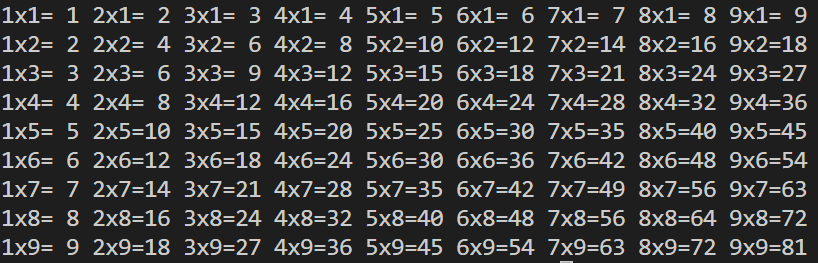 1x1= 1 2x1= 2 3x1= 3 4x1= 4 5x1= 5 6x1= 6 7x1= 7 8x1= 8 9x1= 9
1x2= 2 2x2= 4 3x2= 6 4x2= 8 5x2=10 6x2=12 7x2=14 8x2=16 9x2=18
1x3= 3 2x3= 6 3x3= 9 4x3=12 5x3=15 6x3=18 7x3=21 8x3=24 9x3=27
1x4= 4 2x4= 8 3x4=12 4x4=16 5x4=20 6x4=24 7x4=28 8x4=32 9x4=36
1x5= 5 2x5=10 3x5=15 4x5=20 5x5=25 6x5=30 7x5=35 8x5=40 9x5=45
1x6= 6 2x6=12 3x6=18 4x6=24 5x6=30 6x6=36 7x6=42 8x6=48 9x6=54
1x7= 7 2x7=14 3x7=21 4x7=28 5x7=35 6x7=42 7x7=49 8x7=56 9x7=63
1x8= 8 2x8=16 3x8=24 4x8=32 5x8=40 6x8=48 7x8=56 8x8=64 9x8=72
1x9= 9 2x9=18 3x9=27 4x9=36 5x9=45 6x9=54 7x9=63 8x9=72 9x9=81